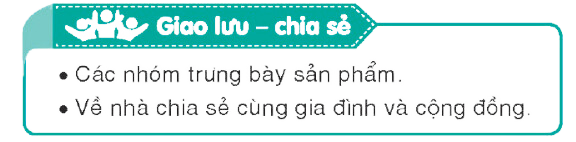 Giao lưu – chia sẻ
• Các nhóm trưng bày sản phẩm.
• Về nhà chia sẻ cùng gia đình và cộng đồng.